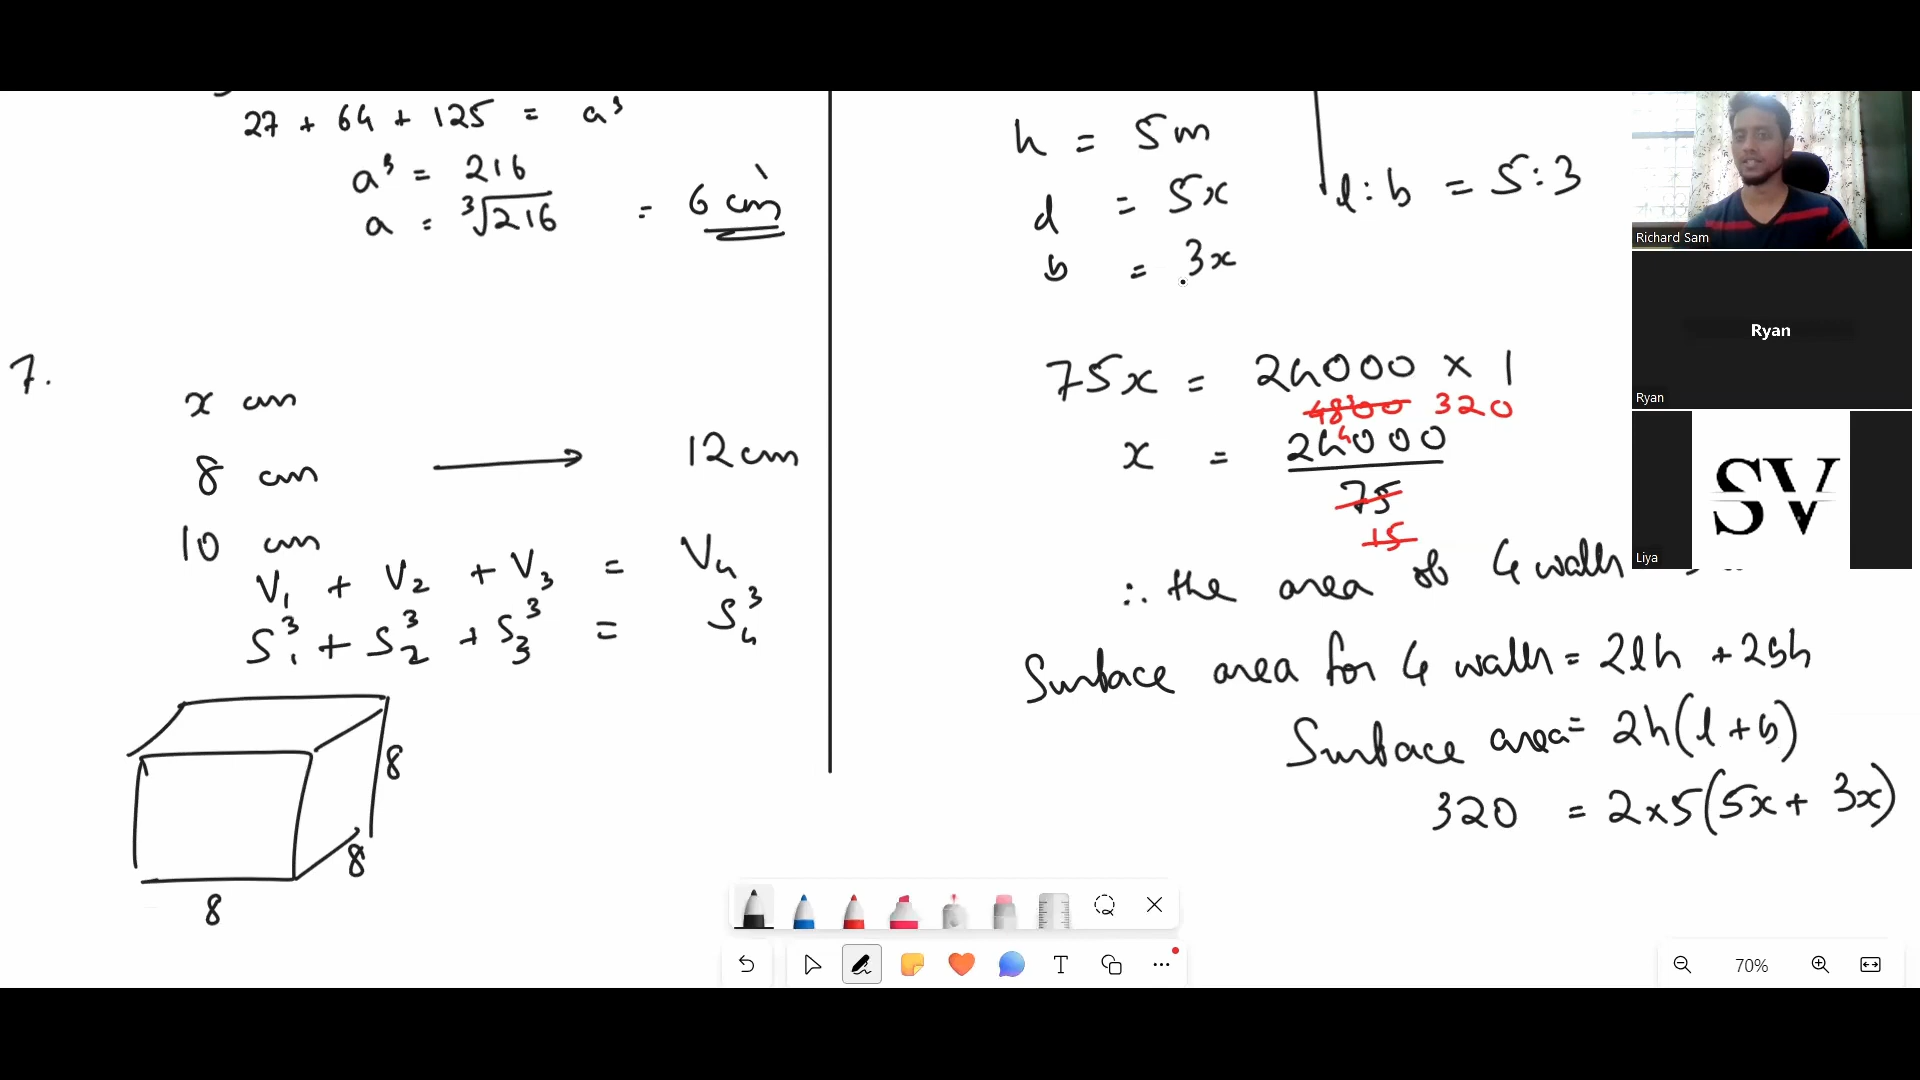 27 + 64 + 125 = a³
a³ = 216
a = ³√216 = 6 cm
7.
x cm
8 cm → 12 cm
10 cm
V₁ + V₂ + V₃ = V₄
S₁³ + S₂³ + S₃³ = S₄³
8
8
8
h = 5m
l : b = 5 : 3
d = 5x
b = 3x
75x = 24000 × 1
4800 320
x = 24000 / 75
15
∴ the area of 4 walls
Surface area for 4 walls = 2lh + 2bh
Surface area = 2h(l + b)
320 = 2×5(5x + 3x)
Richard Sam
Ryan
Ryan
SV
Liya
T
70%